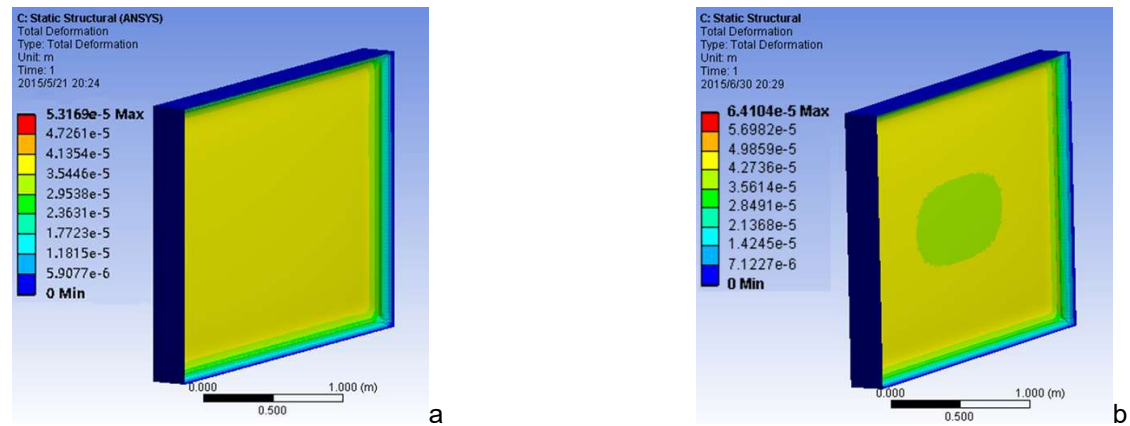 C: Static Structural (ANSYS)
Total Deformation
Type: Total Deformation
Unit: m
Time: 1
2015/5/21 20:24
5.3169e-5 Max
4.7261e-5
4.1354e-5
3.5446e-5
2.9538e-5
2.3631e-5
1.7723e-5
1.1815e-5
5.9077e-6
0 Min
0.000
1.000 (m)
0.500
a
C: Static Structural
Total Deformation
Type: Total Deformation
Unit: m
Time: 1
2015/6/30 20:29
6.4104e-5 Max
5.6982e-5
4.9859e-5
4.2736e-5
3.5614e-5
2.8491e-5
2.1368e-5
1.4245e-5
7.1227e-6
0 Min
0.000
1.000 (m)
0.500
b